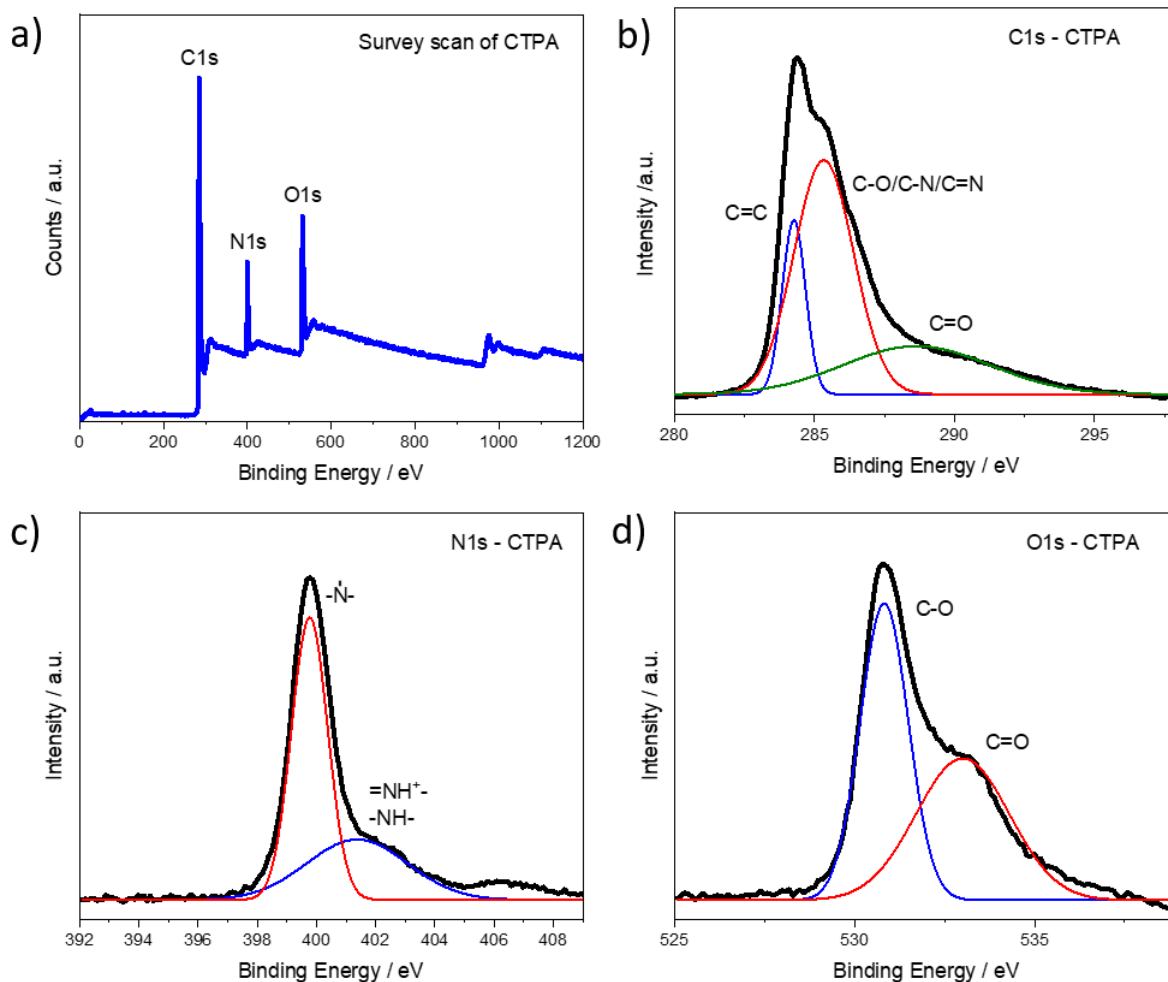 a)
Survey scan of CTPA
C1s
N1s
O1s
Counts / a.u.
0 200 400 600 800 1000 1200
Binding Energy / eV
b)
C1s - CTPA
C=C
C-O/C-N/C=N
C=O
Intensity /a.u.
280 285 290 295
Binding Energy / eV
c)
N1s - CTPA
-N-
=NH⁺-
-NH-
Intensity / a.u.
392 394 396 398 400 402 404 406 408
Binding Energy / eV
d)
O1s - CTPA
C-O
C=O
Intensity / a.u.
525 530 535
Binding Energy / eV